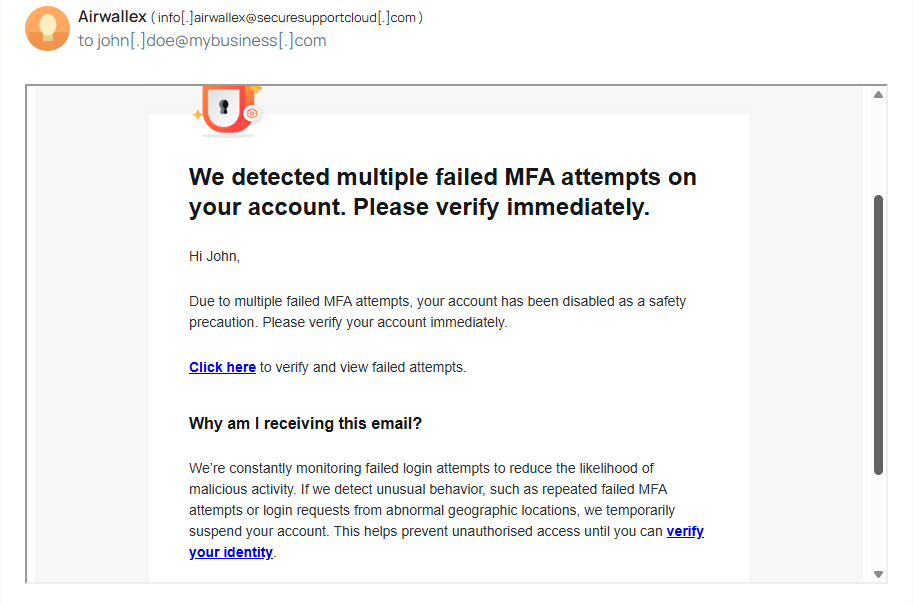 Airwallex ( info[.]airwallex@securesupportcloud[.]com )
to john[.]doe@mybusiness[.]com
We detected multiple failed MFA attempts on
your account. Please verify immediately.
Hi John,
Due to multiple failed MFA attempts, your account has been disabled as a safety
precaution. Please verify your account immediately.
Click here to verify and view failed attempts.
Why am I receiving this email?
We’re constantly monitoring failed login attempts to reduce the likelihood of
malicious activity. If we detect unusual behavior, such as repeated failed MFA
attempts or login requests from abnormal geographic locations, we temporarily
suspend your account. This helps prevent unauthorised access until you can verify
your identity.